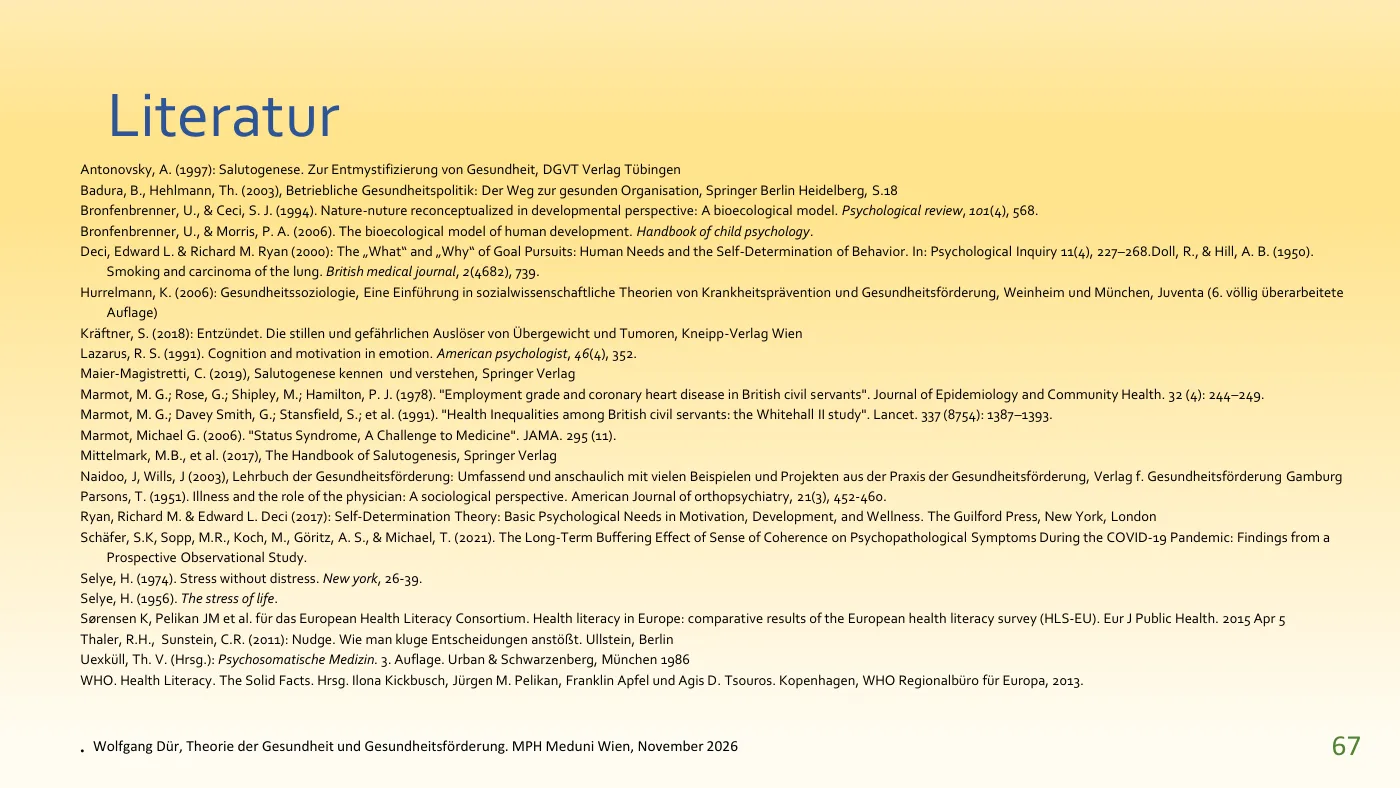 Literatur
Antonovsky, A. (1997): Salutogenese. Zur Entmystifizierung von Gesundheit, DGVT Verlag Tübingen
Badura, B., Hehlmann, Th. (2003), Betriebliche Gesundheitspolitik: Der Weg zur gesunden Organisation, Springer Berlin Heidelberg, S.18
Bronfenbrenner, U., & Ceci, S. J. (1994). Nature-nuture reconceptualized in developmental perspective: A bioecological model. Psychological review, 101(4), 568.
Bronfenbrenner, U., & Morris, P. A. (2006). The bioecological model of human development. Handbook of child psychology.
Deci, Edward L. & Richard M. Ryan (2000): The „What“ and „Why“ of Goal Pursuits: Human Needs and the Self-Determination of Behavior. In: Psychological Inquiry 11(4), 227–268.Doll, R., & Hill, A. B. (1950).
Smoking and carcinoma of the lung. British medical journal, 2(4682), 739.
Hurrelmann, K. (2006): Gesundheitssoziologie, Eine Einführung in sozialwissenschaftliche Theorien von Krankheitsprävention und Gesundheitsförderung, Weinheim und München, Juventa (6. völlig überarbeitete
Auflage)
Kräftner, S. (2018): Entzündet. Die stillen und gefährlichen Auslöser von Übergewicht und Tumoren, Kneipp-Verlag Wien
Lazarus, R. S. (1991). Cognition and motivation in emotion. American psychologist, 46(4), 352.
Maier-Magistretti, C. (2019), Salutogenese kennen  und verstehen, Springer Verlag
Marmot, M. G.; Rose, G.; Shipley, M.; Hamilton, P. J. (1978). "Employment grade and coronary heart disease in British civil servants". Journal of Epidemiology and Community Health. 32 (4): 244–249.
Marmot, M. G.; Davey Smith, G.; Stansfield, S.; et al. (1991). "Health Inequalities among British civil servants: the Whitehall II study". Lancet. 337 (8754): 1387–1393.
Marmot, Michael G. (2006). "Status Syndrome, A Challenge to Medicine". JAMA. 295 (11).
Mittelmark, M.B., et al. (2017), The Handbook of Salutogenesis, Springer Verlag
Naidoo, J, Wills, J (2003), Lehrbuch der Gesundheitsförderung: Umfassend und anschaulich mit vielen Beispielen und Projekten aus der Praxis der Gesundheitsförderung, Verlag f. Gesundheitsförderung Gamburg
Parsons, T. (1951). Illness and the role of the physician: A sociological perspective. American Journal of orthopsychiatry, 21(3), 452-460.
Ryan, Richard M. & Edward L. Deci (2017): Self-Determination Theory: Basic Psychological Needs in Motivation, Development, and Wellness. The Guilford Press, New York, London
Schäfer, S.K, Sopp, M.R., Koch, M., Göritz, A. S., & Michael, T. (2021). The Long-Term Buffering Effect of Sense of Coherence on Psychopathological Symptoms During the COVID-19 Pandemic: Findings from a
Prospective Observational Study.
Selye, H. (1974). Stress without distress. New york, 26-39.
Selye, H. (1956). The stress of life.
Sørensen K, Pelikan JM et al. für das European Health Literacy Consortium. Health literacy in Europe: comparative results of the European health literacy survey (HLS-EU). Eur J Public Health. 2015 Apr 5
Thaler, R.H.,  Sunstein, C.R. (2011): Nudge. Wie man kluge Entscheidungen anstößt. Ullstein, Berlin
Uexküll, Th. V. (Hrsg.): Psychosomatische Medizin. 3. Auflage. Urban & Schwarzenberg, München 1986
WHO. Health Literacy. The Solid Facts. Hrsg. Ilona Kickbusch, Jürgen M. Pelikan, Franklin Apfel und Agis D. Tsouros. Kopenhagen, WHO Regionalbüro für Europa, 2013.
. Wolfgang Dür, Theorie der Gesundheit und Gesundheitsförderung. MPH Meduni Wien, November 2026
67